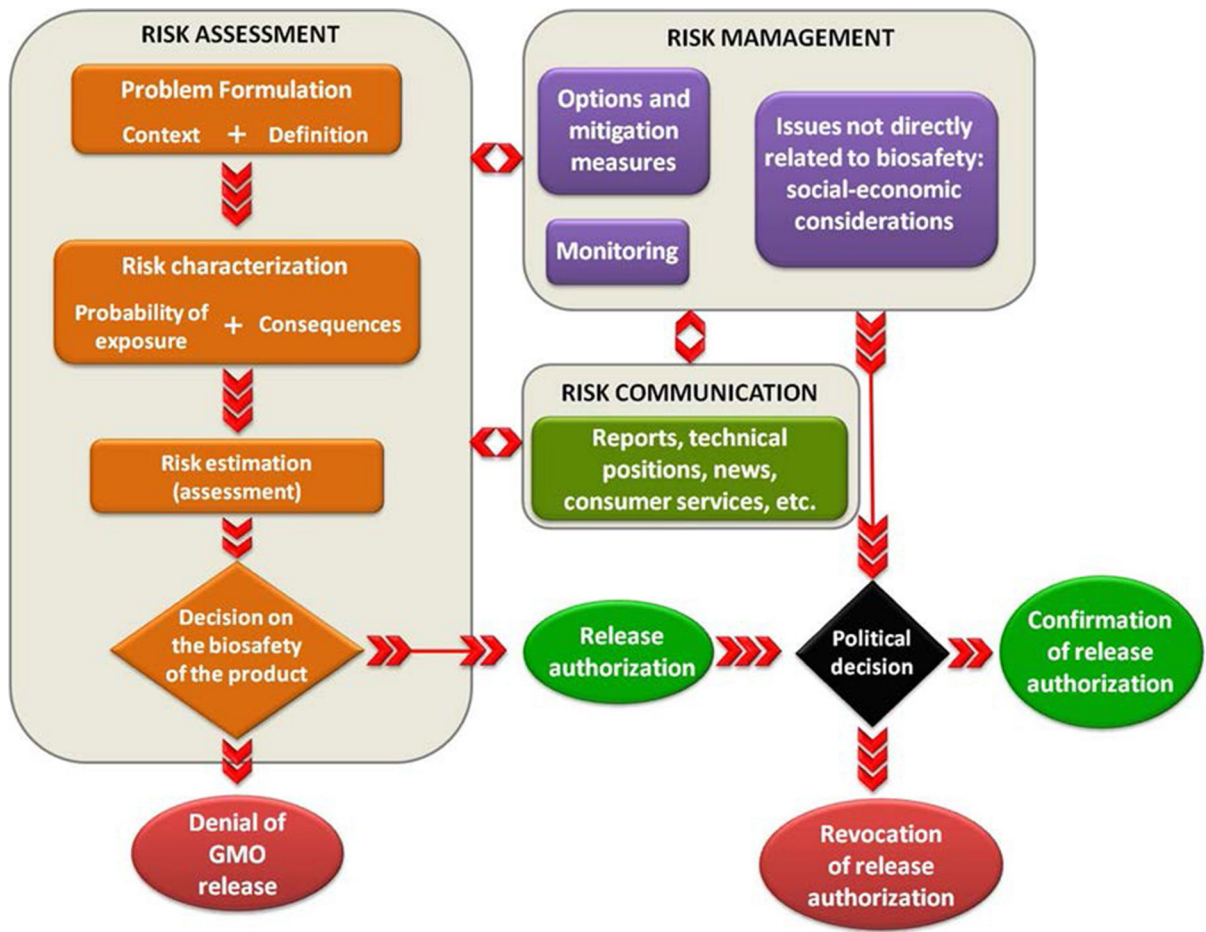 RISK ASSESSMENT
Problem Formulation
Context + Definition
Risk characterization
Probability of
exposure
+ Consequences
Risk estimation
(assessment)
Decision on
the biosafety
of the product
Denial of
GMO
release
RISK MAMAGEMENT
Options and
mitigation
measures
Monitoring
Issues not directly
related to biosafety:
social-economic
considerations
RISK COMMUNICATION
Reports, technical
positions, news,
consumer services, etc.
Release
authorization
Political
decision
Confirmation
of release
authorization
Revocation
of release
authorization